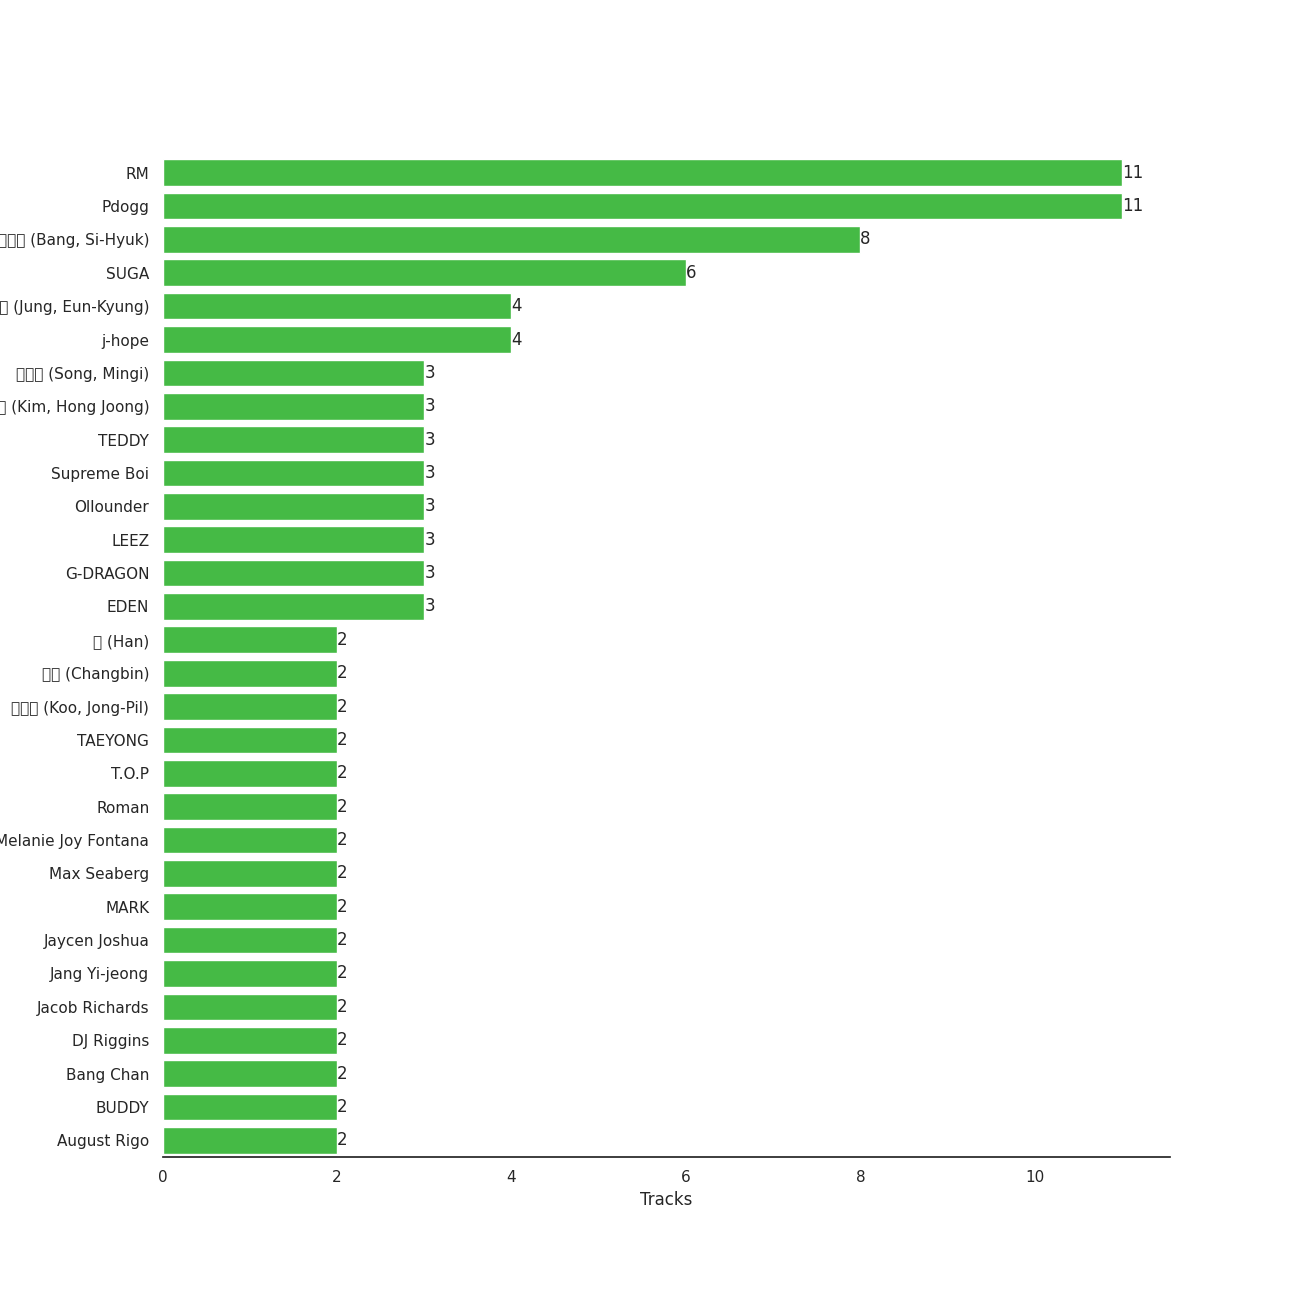 RM 11
Pdogg 11
(Bang, Si-Hyuk) 8
SUGA 6
(Jung, Eun-Kyung) 4
j-hope 4
(Song, Mingi) 3
(Kim, Hong Joong) 3
TEDDY 3
Supreme Boi 3
Ollounder 3
LEEZ 3
G-DRAGON 3
EDEN 3
(Han) 2
(Changbin) 2
(Koo, Jong-Pil) 2
TAEYONG 2
T.O.P 2
Roman 2
Melanie Joy Fontana 2
Max Seaberg 2
MARK 2
Jaycen Joshua 2
Jang Yi-jeong 2
Jacob Richards 2
DJ Riggins 2
Bang Chan 2
BUDDY 2
August Rigo 2
0 2 4 6 8 10
Tracks